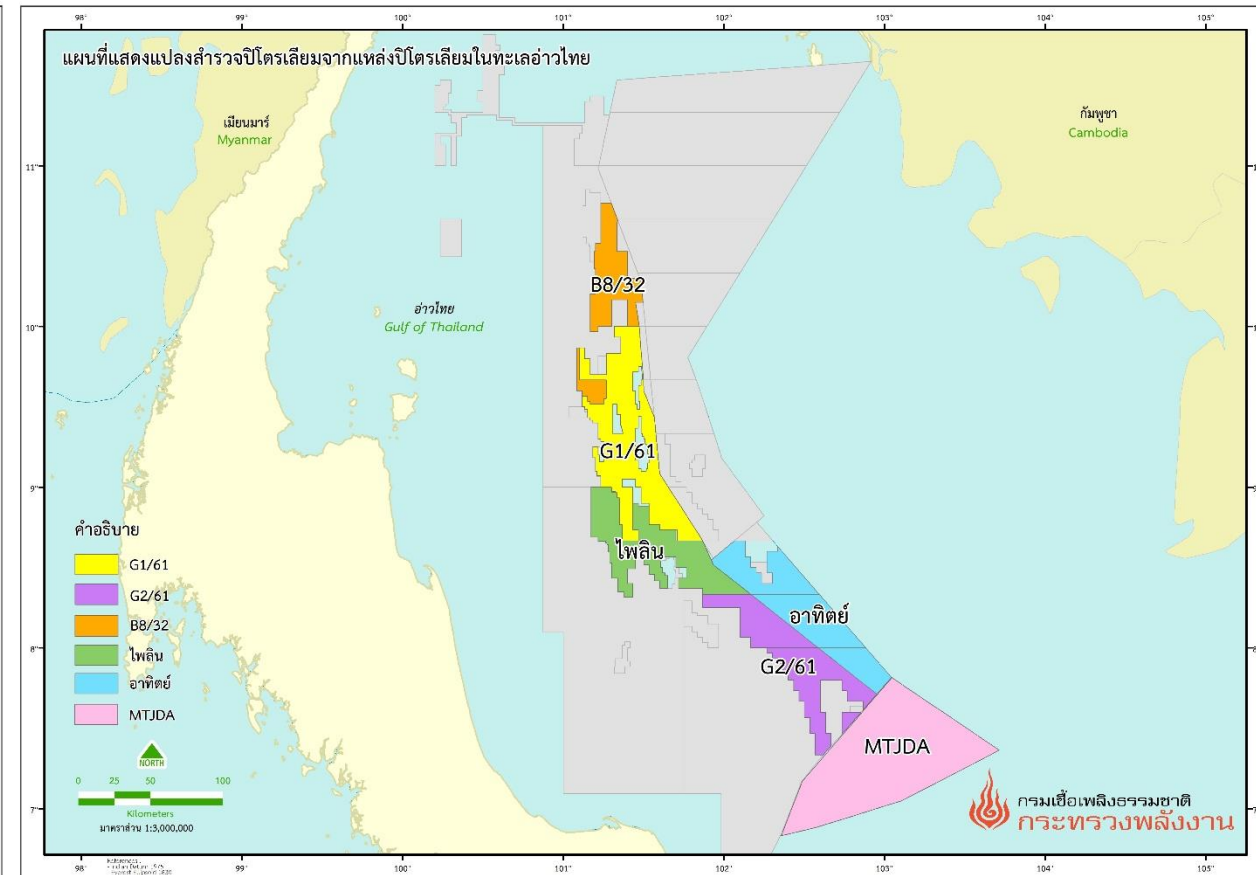 98° 99° 100° 101° 102° 103° 104° 105°
แผนที่แสดงแปลงสำรวจปิโตรเลียมจากแหล่งปิโตรเลียมในทะเลอ่าวไทย
เมียนมาร์
Myanmar
กัมพูชา
Cambodia
11°
B8/32
อ่าวไทย
Gulf of Thailand
10°
G1/61
9°
คำอธิบาย
G1/61
G2/61
B8/32
ไพลิน
อาทิตย์
MTJDA
ไพลิน
อาทิตย์
8°
G2/61
MTJDA
NORTH
0 25 50 100
Kilometers
มาตราส่วน 1:3,000,000
7°
กรมเชื้อเพลิงธรรมชาติ
กระทรวงพลังงาน
98° 99° 100° 101° 102° 103° 104° 105°